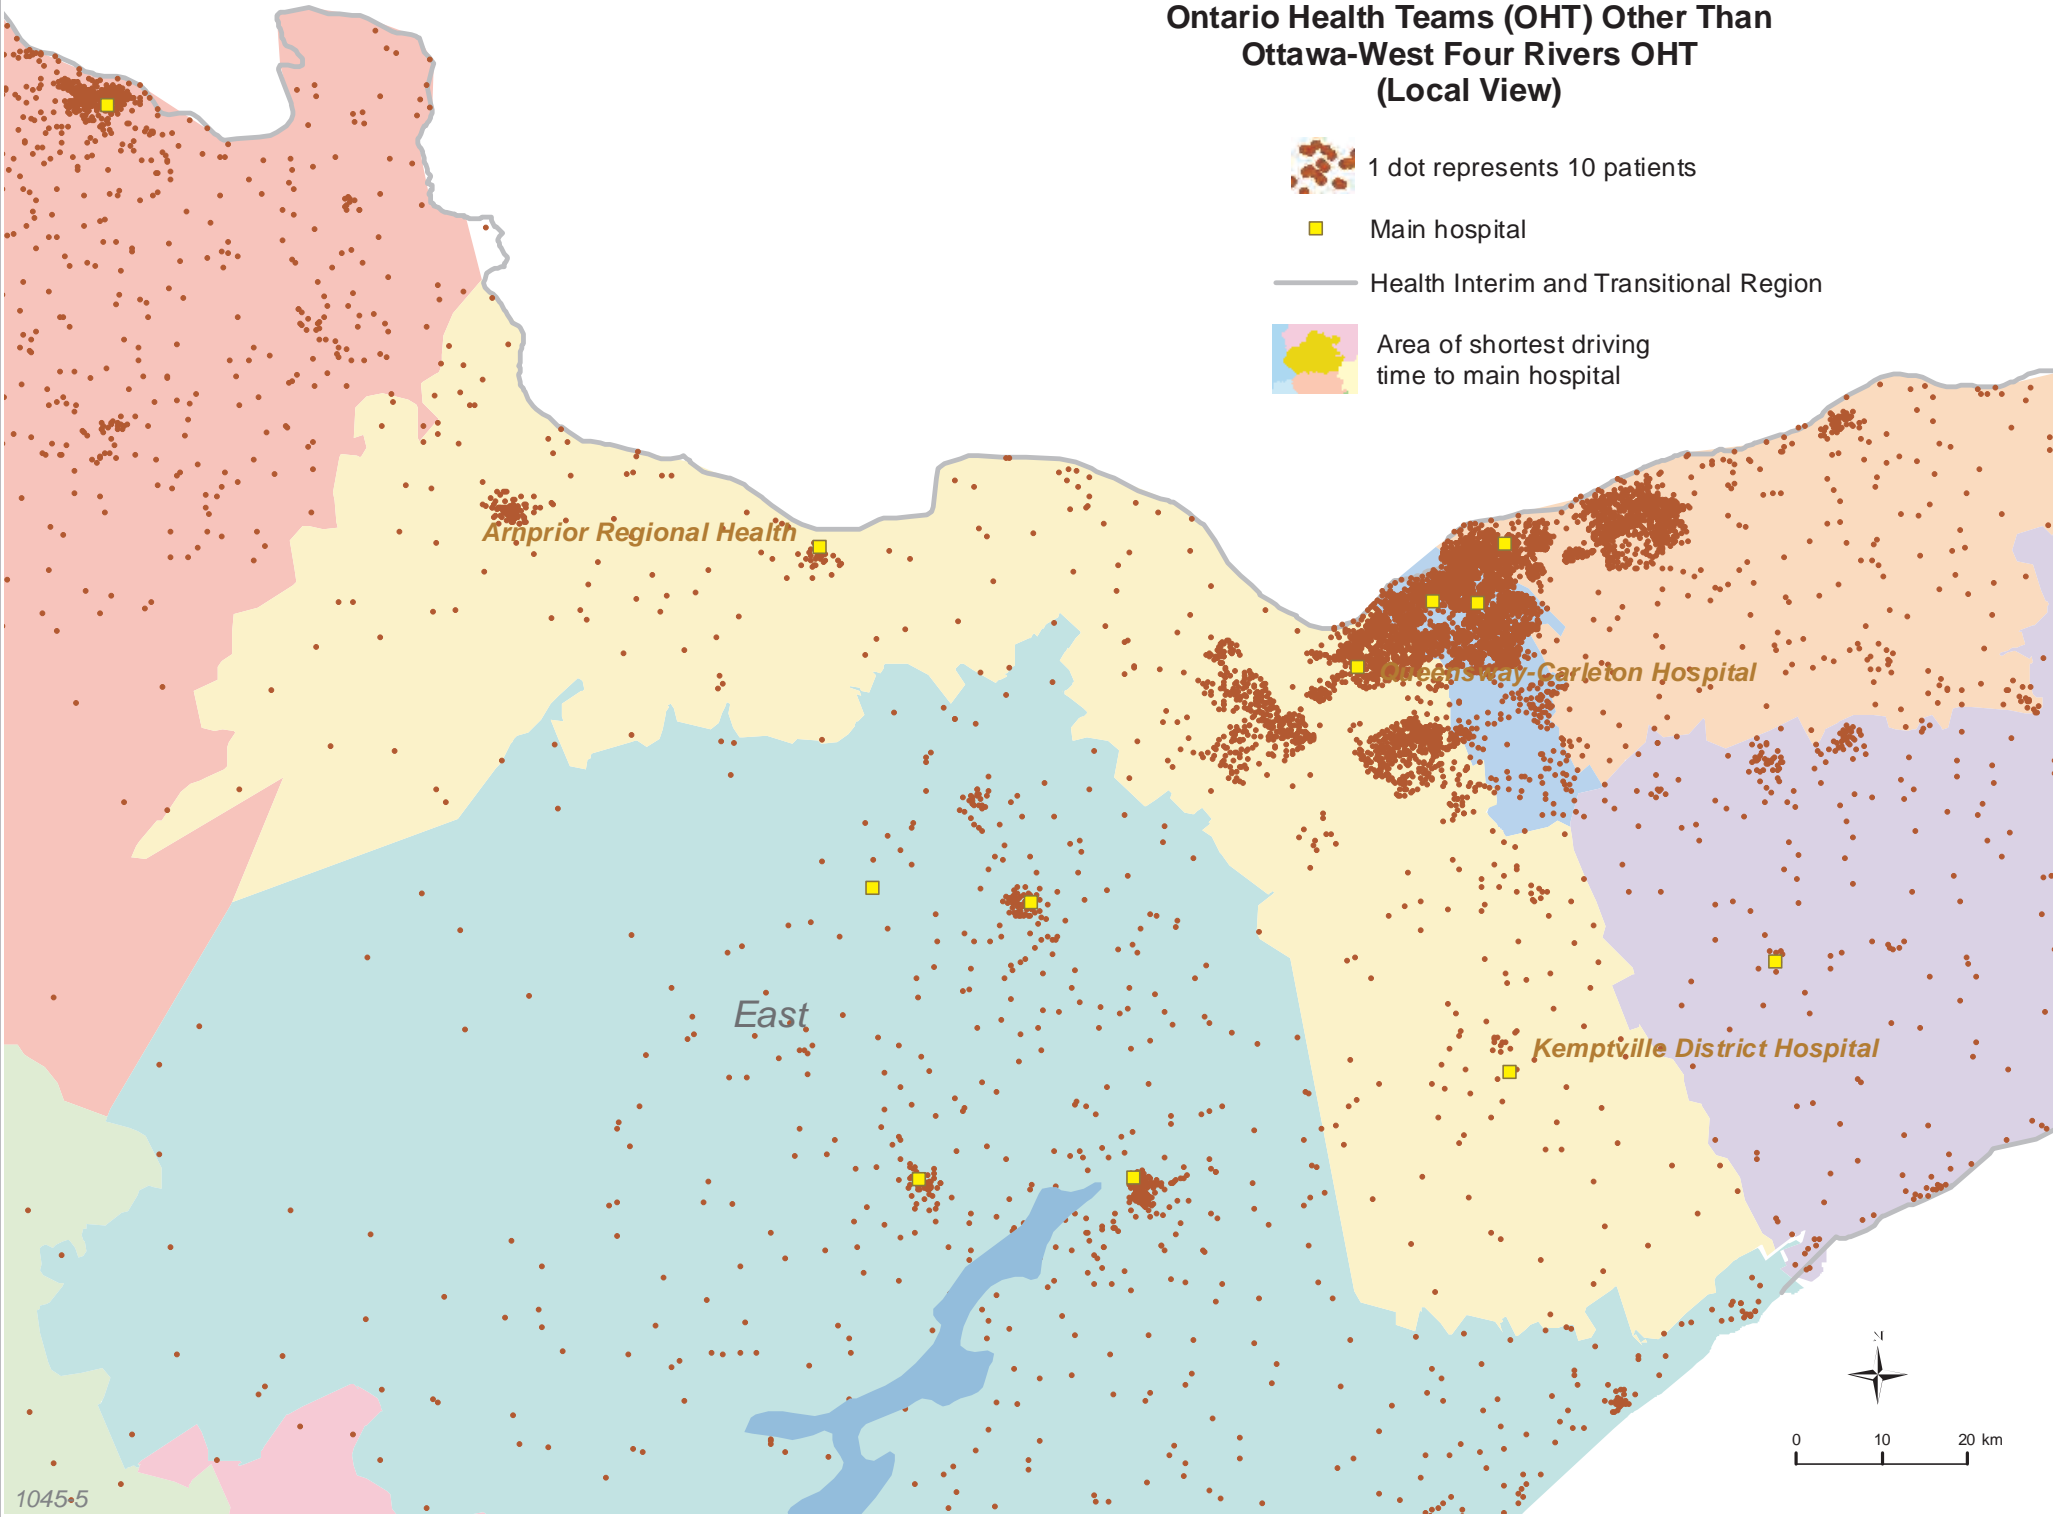 Ontario Health Teams (OHT) Other Than
Ottawa-West Four Rivers OHT
(Local View)
1 dot represents 10 patients
Main hospital
Health Interim and Transitional Region
Area of shortest driving
time to main hospital
Arnprior Regional Health
Queensway-Carleton Hospital
East
Kemptville District Hospital
N
0 10 20 km
1045-5